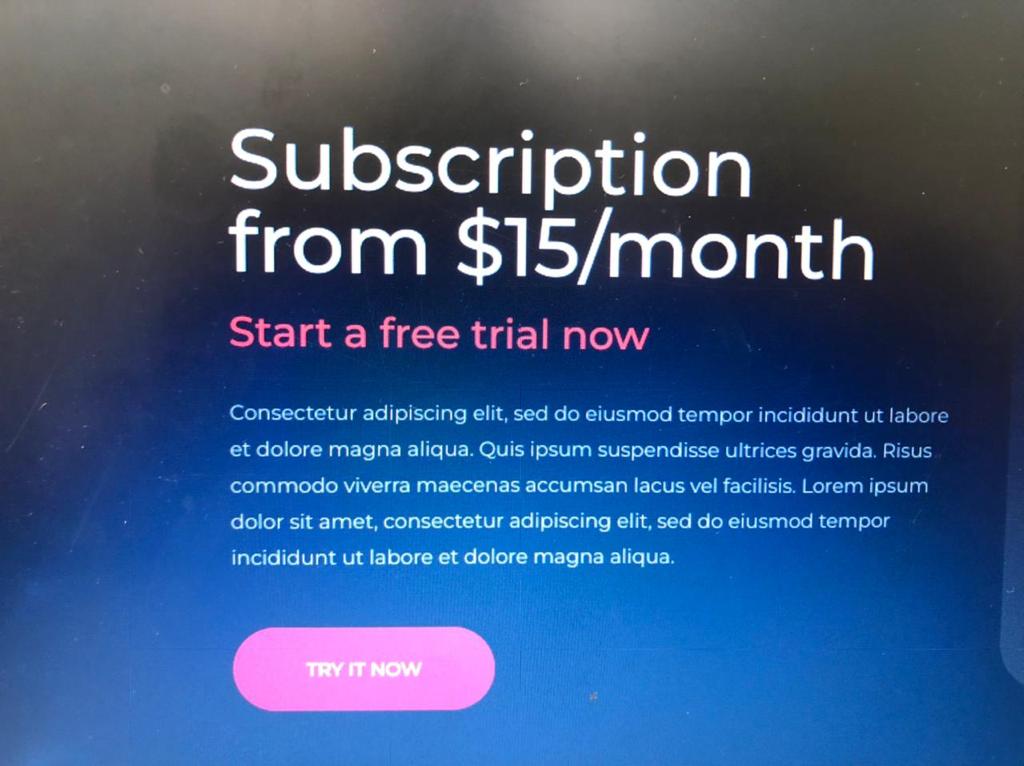 Subscription
from $15/month
Start a free trial now
Consectetur adipiscing elit, sed do eiusmod tempor incididunt ut labore
et dolore magna aliqua. Quis ipsum suspendisse ultrices gravida. Risus
commodo viverra maecenas accumsan lacus vel facilisis. Lorem ipsum
dolor sit amet, consectetur adipiscing elit, sed do eiusmod tempor
incididunt ut labore et dolore magna aliqua.
TRY IT NOW